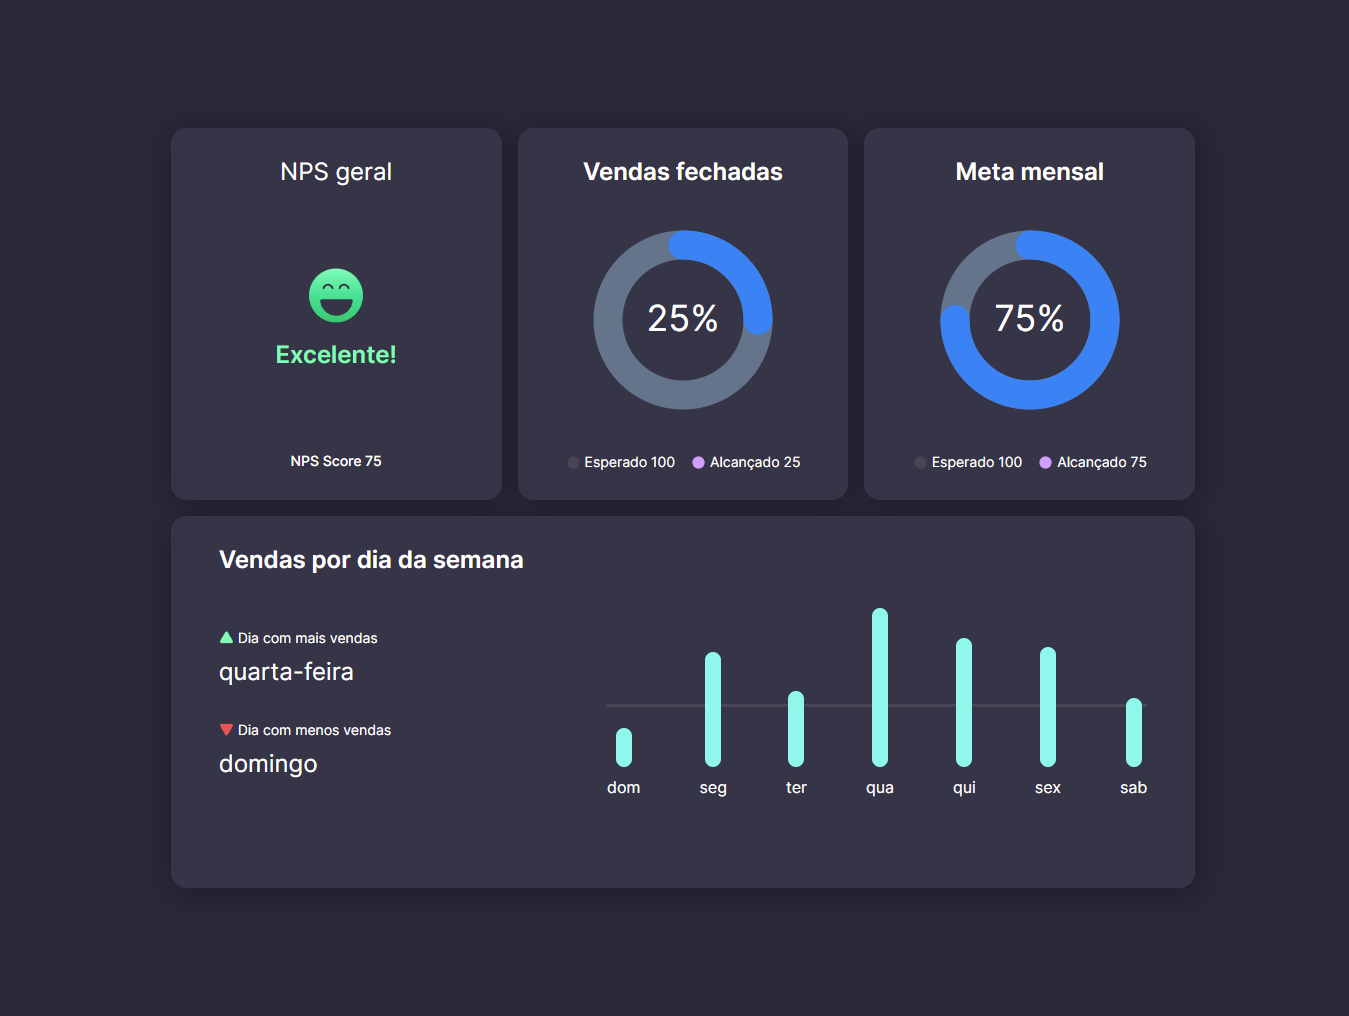 NPS geral
Excelente!
NPS Score 75
Vendas fechadas
25%
Esperado 100 Alcançado 25
Meta mensal
75%
Esperado 100 Alcançado 75
Vendas por dia da semana
Dia com mais vendas
quarta-feira
Dia com menos vendas
domingo
dom seg ter qua qui sex sab